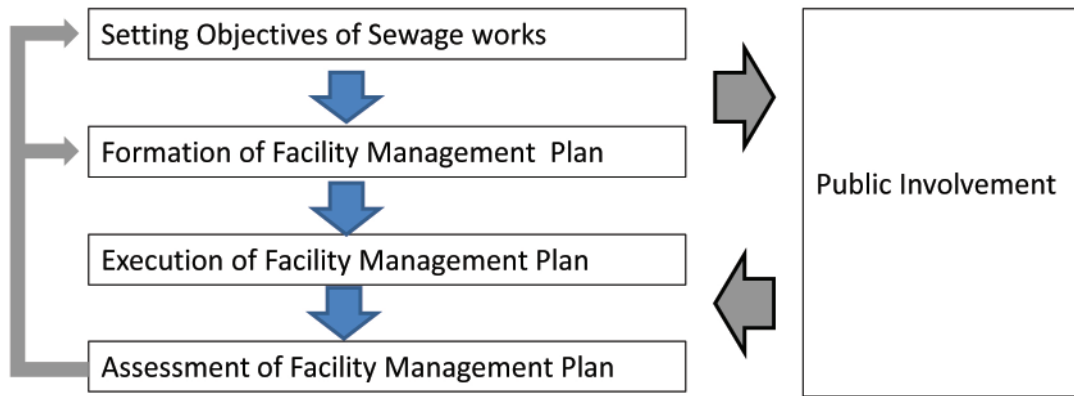 Setting Objectives of Sewage works
Formation of Facility Management Plan
Public Involvement
Execution of Facility Management Plan
Assessment of Facility Management Plan